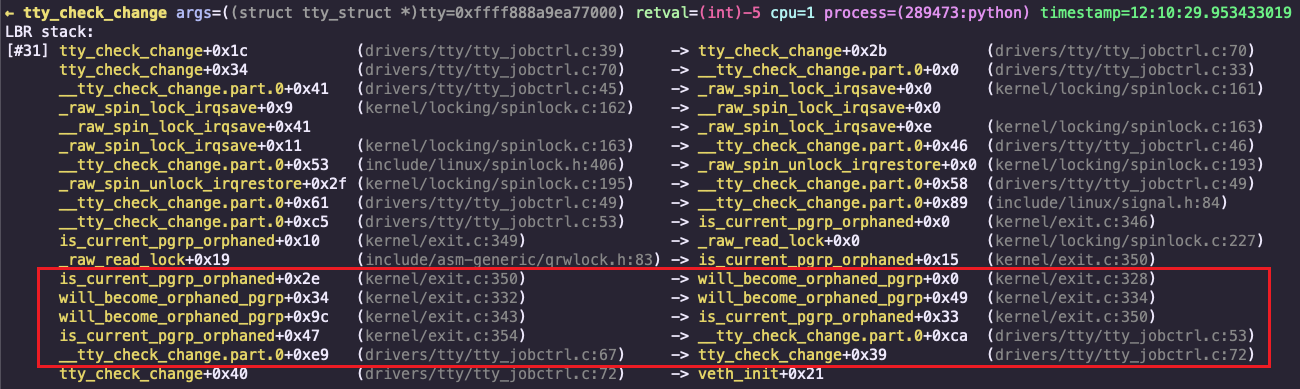 ← tty_check_change args=((struct tty_struct *)tty=0xffff888a9ea77000) retval=(int)-5 cpu=1 process=(289473:python) timestamp=12:10:29.953433019
LBR stack:
[#31] tty_check_change+0x1c (drivers/tty/tty_jobctrl.c:39) -> tty_check_change+0x2b (drivers/tty/tty_jobctrl.c:70)
tty_check_change+0x34 (drivers/tty/tty_jobctrl.c:70) -> __tty_check_change.part.0+0x0 (drivers/tty/tty_jobctrl.c:33)
__tty_check_change.part.0+0x41 (drivers/tty/tty_jobctrl.c:45) -> _raw_spin_lock_irqsave+0x0 (kernel/locking/spinlock.c:161)
_raw_spin_lock_irqsave+0x9 (kernel/locking/spinlock.c:162) -> __raw_spin_lock_irqsave+0x0
__raw_spin_lock_irqsave+0x41 -> _raw_spin_lock_irqsave+0xe (kernel/locking/spinlock.c:163)
_raw_spin_lock_irqsave+0x11 (kernel/locking/spinlock.c:163) -> __tty_check_change.part.0+0x46 (drivers/tty/tty_jobctrl.c:46)
__tty_check_change.part.0+0x53 (include/linux/spinlock.h:406) -> _raw_spin_unlock_irqrestore+0x0 (kernel/locking/spinlock.c:193)
_raw_spin_unlock_irqrestore+0x2f (kernel/locking/spinlock.c:195) -> __tty_check_change.part.0+0x58 (drivers/tty/tty_jobctrl.c:49)
__tty_check_change.part.0+0x61 (drivers/tty/tty_jobctrl.c:49) -> __tty_check_change.part.0+0x89 (include/linux/signal.h:84)
__tty_check_change.part.0+0xc5 (drivers/tty/tty_jobctrl.c:53) -> is_current_pgrp_orphaned+0x0 (kernel/exit.c:346)
is_current_pgrp_orphaned+0x10 (kernel/exit.c:349) -> _raw_read_lock+0x0 (kernel/locking/spinlock.c:227)
_raw_read_lock+0x19 (include/asm-generic/qrwlock.h:83) -> is_current_pgrp_orphaned+0x15 (kernel/exit.c:350)
is_current_pgrp_orphaned+0x2e (kernel/exit.c:350) -> will_become_orphaned_pgrp+0x0 (kernel/exit.c:328)
will_become_orphaned_pgrp+0x34 (kernel/exit.c:332) -> will_become_orphaned_pgrp+0x49 (kernel/exit.c:334)
will_become_orphaned_pgrp+0x9c (kernel/exit.c:343) -> is_current_pgrp_orphaned+0x33 (kernel/exit.c:350)
is_current_pgrp_orphaned+0x47 (kernel/exit.c:354) -> __tty_check_change.part.0+0xca (drivers/tty/tty_jobctrl.c:53)
__tty_check_change.part.0+0xe9 (drivers/tty/tty_jobctrl.c:67) -> tty_check_change+0x39 (drivers/tty/tty_jobctrl.c:72)
tty_check_change+0x40 (drivers/tty/tty_jobctrl.c:72) -> veth_init+0x21